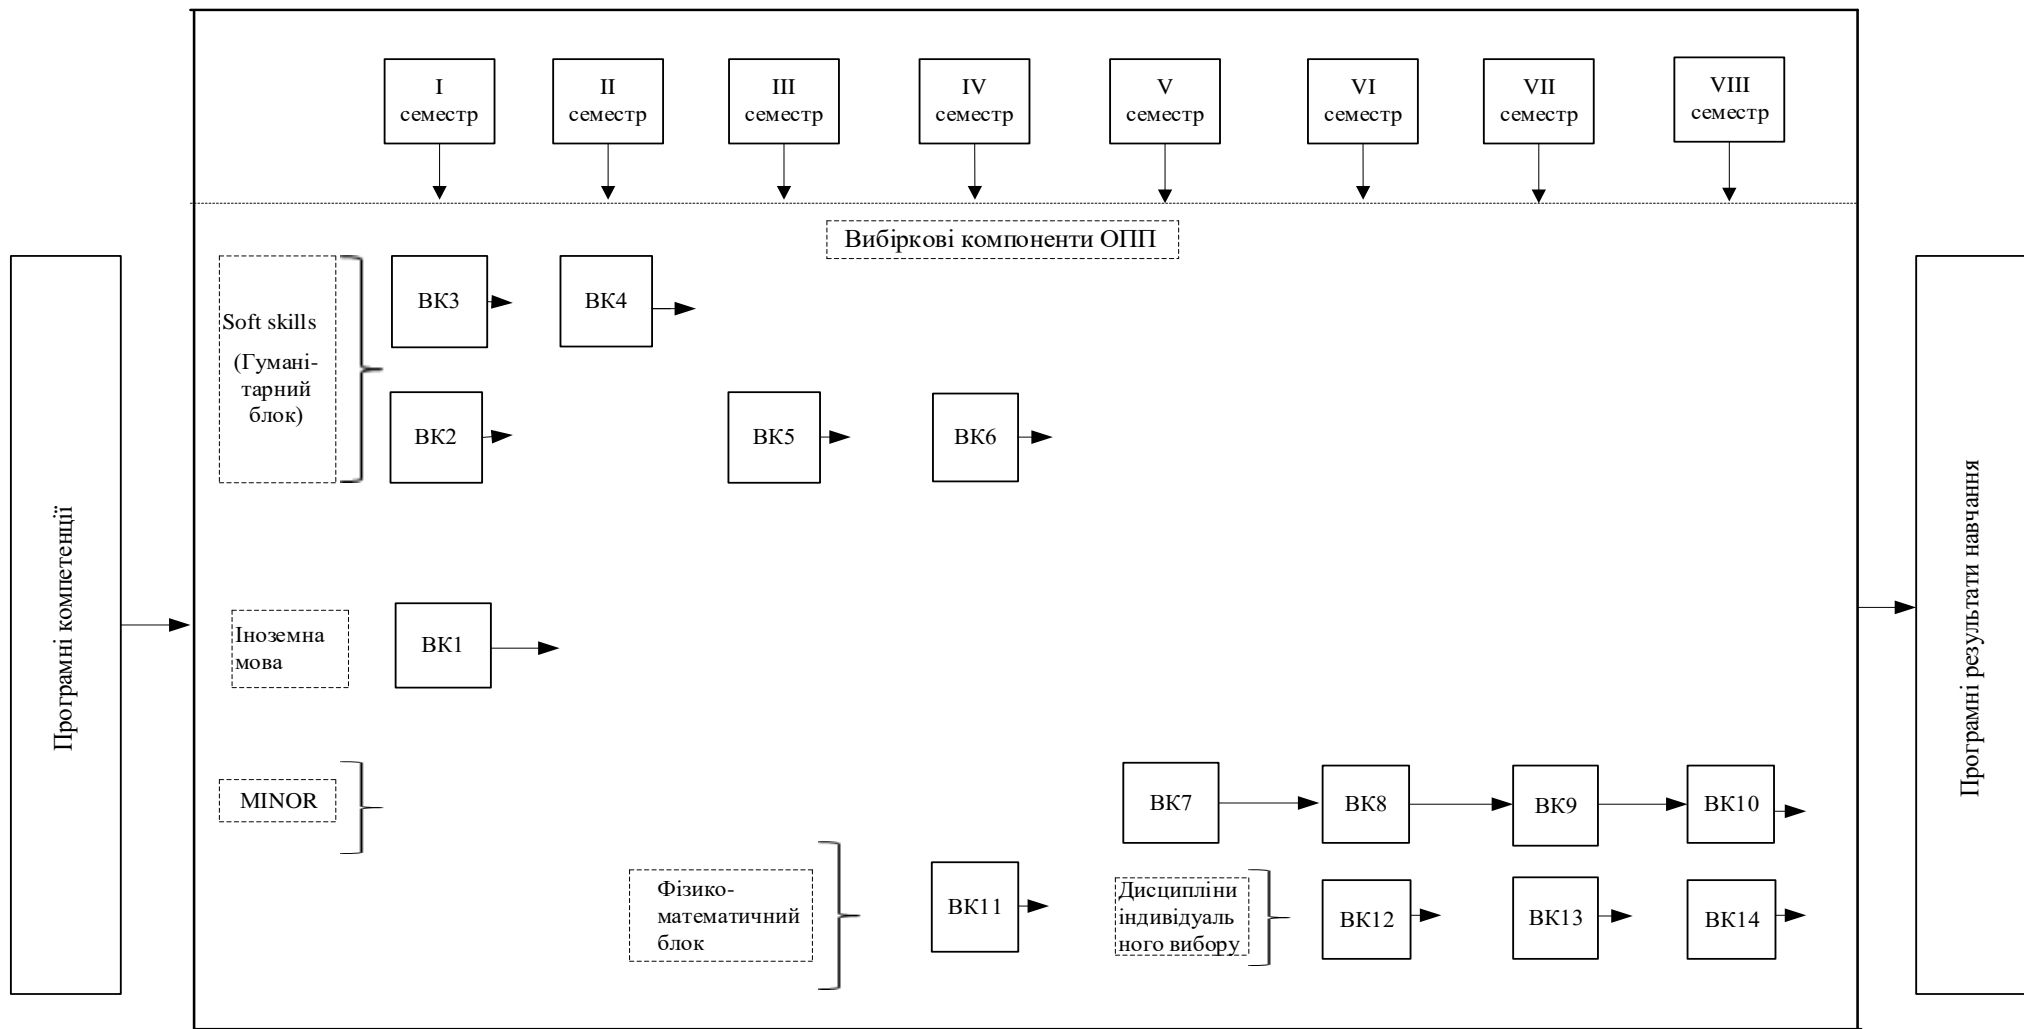 I
семестр
II
семестр
III
семестр
IV
семестр
V
семестр
VI
семестр
VII
семестр
VIII
семестр
Вибіркові компоненти ОПП
Програмні компетенції
Soft skills
(Гумані-
тарний
блок)
ВК3
ВК4
ВК2
ВК5
ВК6
Іноземна
мова
ВК1
MINOR
ВК7
ВК8
ВК9
ВК10
Фізико-
математичний
блок
ВК11
Дисципліни
індивідуаль
ного вибору
ВК12
ВК13
ВК14
Програмні результати навчання